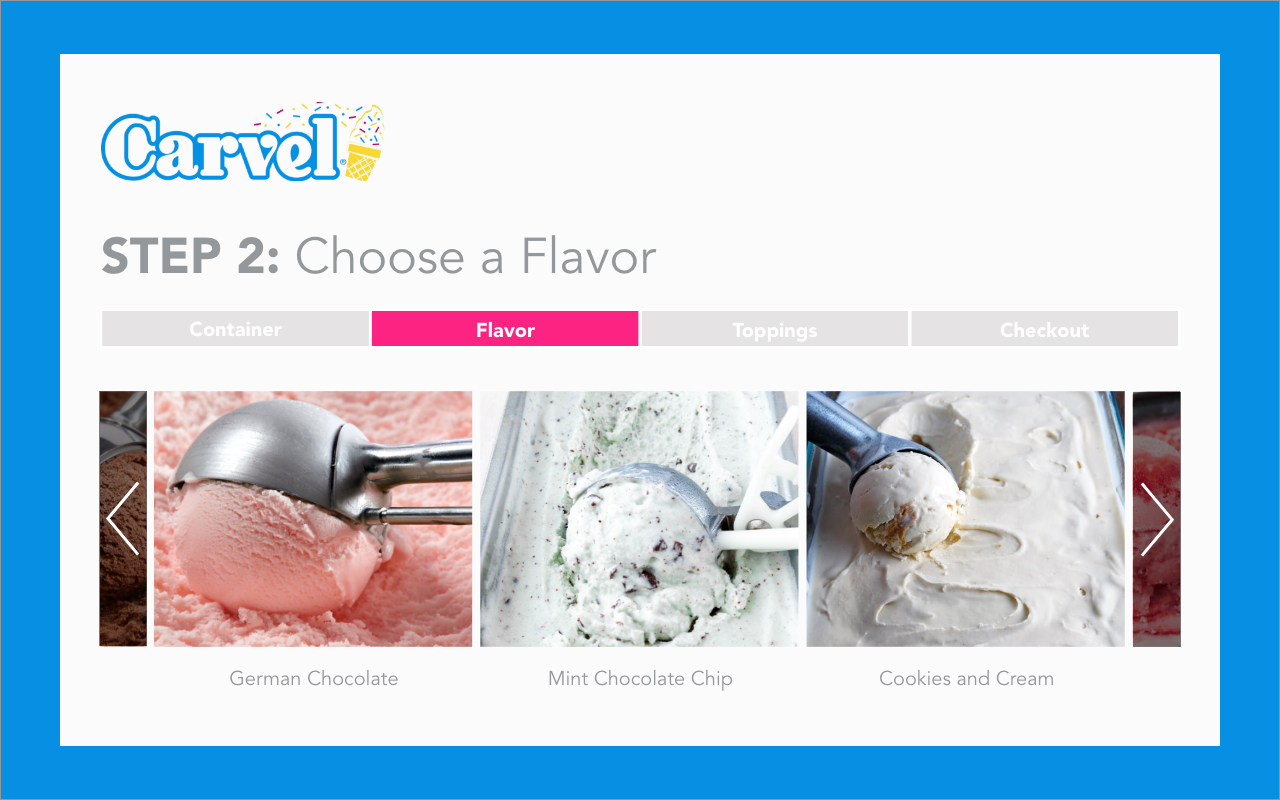 Carvel®
STEP 2: Choose a Flavor
Container Flavor Toppings Checkout
German Chocolate Mint Chocolate Chip Cookies and Cream